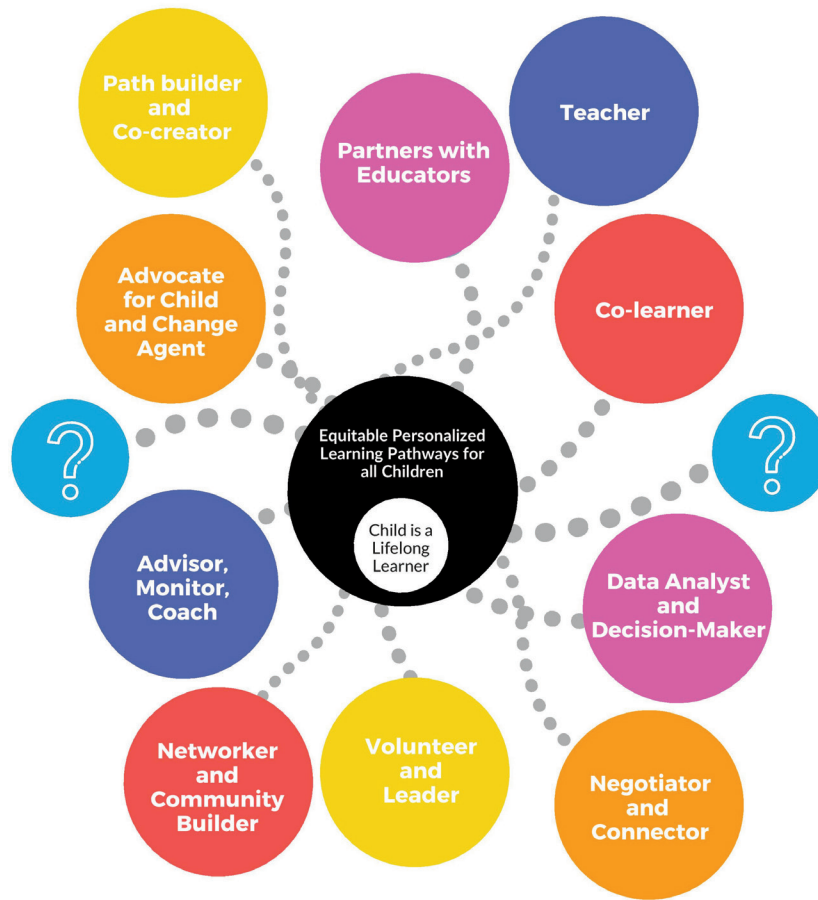 Path builder
and
Co-creator
Partners with
Educators
Teacher
Advocate
for Child
and Change
Agent
Co-learner
?
Equitable Personalized
Learning Pathways for
all Children
Child is a
Lifelong
Learner
?
Advisor,
Monitor,
Coach
Data Analyst
and
Decision-Maker
Networker
and
Community
Builder
Volunteer
and
Leader
Negotiator
and
Connector